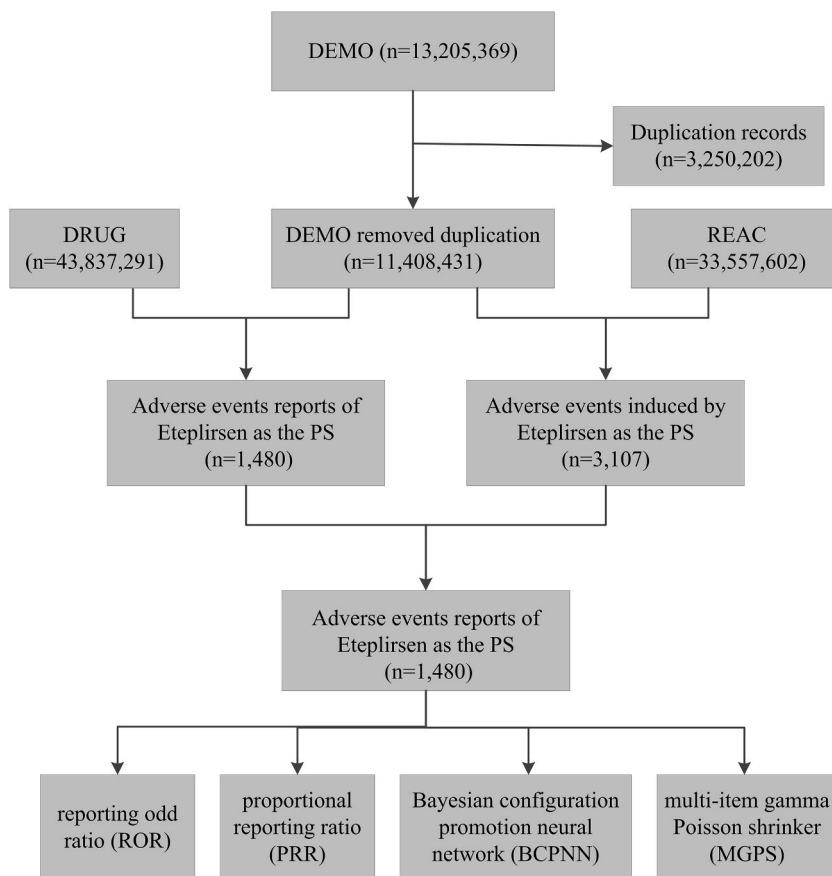 DEMO (n=13,205,369)
Duplication records
(n=3,250,202)
DRUG
(n=43,837,291)
DEMO removed duplication
(n=11,408,431)
REAC
(n=33,557,602)
Adverse events reports of
Eteplirsen as the PS
(n=1,480)
Adverse events induced by
Eteplirsen as the PS
(n=3,107)
Adverse events reports of
Eteplirsen as the PS
(n=1,480)
reporting odd
ratio (ROR)
proportional
reporting ratio
(PRR)
Bayesian configuration
promotion neural
network (BCPNN)
multi-item gamma
Poisson shrinker
(MGPS)